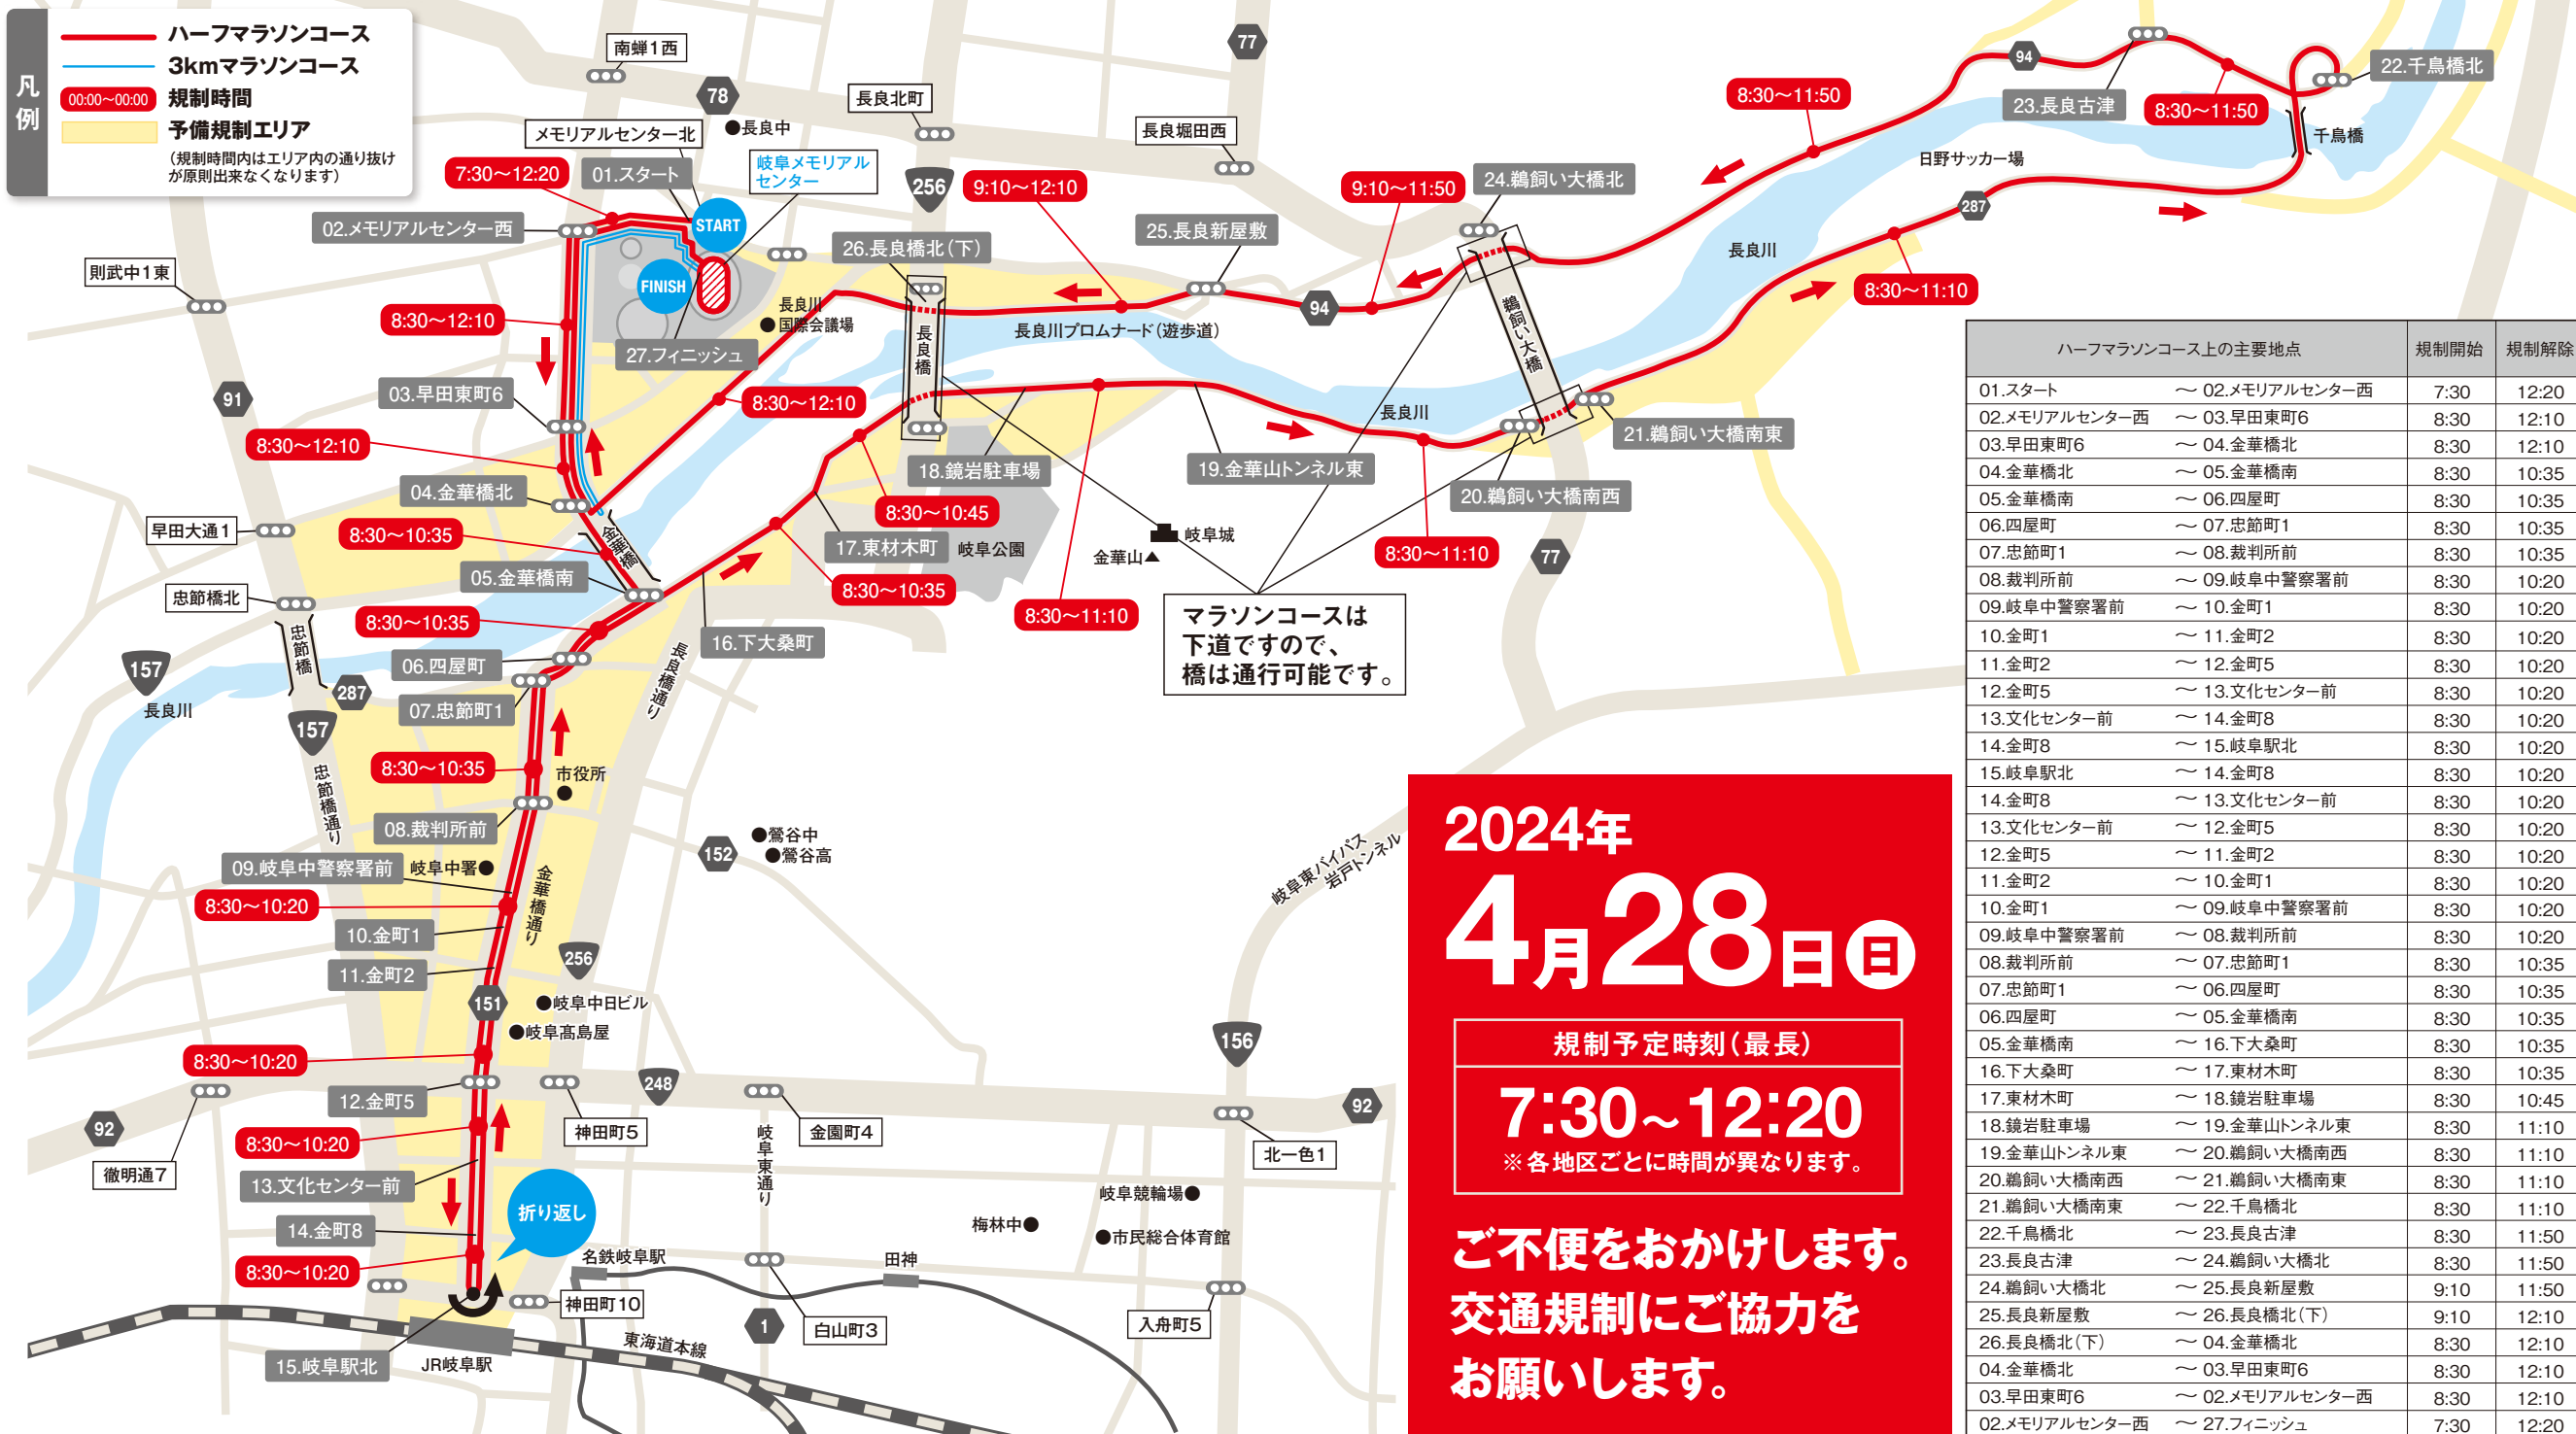 凡例
ハーフマラソンコース
3kmマラソンコース
00:00～00:00 規制時間
予備規制エリア
(規制時間内はエリア内の通り抜け
が原則出来なくなります)
南蝉1西
78
長良中
メモリアルセンター北
長良北町
77
長良堀田西
岐阜メモリアル
センター
256
7:30～12:20
01.スタート
START
FINISH
02.メモリアルセンター西
則武中1東
8:30～12:10
27.フィニッシュ
長良川
国際会議場
26.長良橋北(下)
長良橋
9:10～12:10
25.長良新屋敷
94
長良川プロムナード(遊歩道)
9:10～11:50
24.鵜飼い大橋北
鵜飼い大橋
8:30～11:50
94
23.長良古津
8:30～11:50
22.千鳥橋北
千鳥橋
日野サッカー場
287
長良川
8:30～11:10
91
03.早田東町6
8:30～12:10
8:30～12:10
04.金華橋北
早田大通1
8:30～10:35
金華橋
05.金華橋南
忠節橋北
忠節橋
8:30～10:35
06.四屋町
157
287
長良川
157
07.忠節町1
忠節橋通り
長良橋通り
16.下大桑町
8:30～10:35
17.東材木町
8:30～10:45
岐阜公園
18.鏡岩駐車場
8:30～11:10
19.金華山トンネル東
長良川
20.鵜飼い大橋南西
21.鵜飼い大橋南東
8:30～11:10
77
岐阜城
金華山
マラソンコースは
下道ですので、
橋は通行可能です。
8:30～10:35
市役所
08.裁判所前
09.岐阜中警察署前
岐阜中署
8:30～10:20
金華橋通り
10.金町1
11.金町2
256
151
岐阜中日ビル
岐阜髙島屋
152
鶯谷中
鶯谷高
岐阜東バイパス
岩戸トンネル
8:30～10:20
12.金町5
248
神田町5
金園町4
岐阜東通り
156
92
北一色1
92
徹明通7
8:30～10:20
13.文化センター前
14.金町8
8:30～10:20
折り返し
名鉄岐阜駅
神田町10
15.岐阜駅北
JR岐阜駅
東海道本線
1
白山町3
田神
梅林中
岐阜競輪場
市民総合体育館
入舟町5
2024年
4月28日日
規制予定時刻(最長)
7:30～12:20
※各地区ごとに時間が異なります。
ご不便をおかけします。
交通規制にご協力を
お願いします。
ハーフマラソンコース上の主要地点 規制開始 規制解除
01.スタート ～ 02.メモリアルセンター西 7:30 12:20
02.メモリアルセンター西 ～ 03.早田東町6 8:30 12:10
03.早田東町6 ～ 04.金華橋北 8:30 12:10
04.金華橋北 ～ 05.金華橋南 8:30 10:35
05.金華橋南 ～ 06.四屋町 8:30 10:35
06.四屋町 ～ 07.忠節町1 8:30 10:35
07.忠節町1 ～ 08.裁判所前 8:30 10:35
08.裁判所前 ～ 09.岐阜中警察署前 8:30 10:20
09.岐阜中警察署前 ～ 10.金町1 8:30 10:20
10.金町1 ～ 11.金町2 8:30 10:20
11.金町2 ～ 12.金町5 8:30 10:20
12.金町5 ～ 13.文化センター前 8:30 10:20
13.文化センター前 ～ 14.金町8 8:30 10:20
14.金町8 ～ 15.岐阜駅北 8:30 10:20
15.岐阜駅北 ～ 14.金町8 8:30 10:20
14.金町8 ～ 13.文化センター前 8:30 10:20
13.文化センター前 ～ 12.金町5 8:30 10:20
12.金町5 ～ 11.金町2 8:30 10:20
11.金町2 ～ 10.金町1 8:30 10:20
10.金町1 ～ 09.岐阜中警察署前 8:30 10:20
09.岐阜中警察署前 ～ 08.裁判所前 8:30 10:20
08.裁判所前 ～ 07.忠節町1 8:30 10:35
07.忠節町1 ～ 06.四屋町 8:30 10:35
06.四屋町 ～ 05.金華橋南 8:30 10:35
05.金華橋南 ～ 16.下大桑町 8:30 10:35
16.下大桑町 ～ 17.東材木町 8:30 10:35
17.東材木町 ～ 18.鏡岩駐車場 8:30 10:45
18.鏡岩駐車場 ～ 19.金華山トンネル東 8:30 11:10
19.金華山トンネル東 ～ 20.鵜飼い大橋南西 8:30 11:10
20.鵜飼い大橋南西 ～ 21.鵜飼い大橋南東 8:30 11:10
21.鵜飼い大橋南東 ～ 22.千鳥橋北 8:30 11:10
22.千鳥橋北 ～ 23.長良古津 8:30 11:50
23.長良古津 ～ 24.鵜飼い大橋北 8:30 11:50
24.鵜飼い大橋北 ～ 25.長良新屋敷 9:10 11:50
25.長良新屋敷 ～ 26.長良橋北(下) 9:10 12:10
26.長良橋北(下) ～ 04.金華橋北 8:30 12:10
04.金華橋北 ～ 03.早田東町6 8:30 12:10
03.早田東町6 ～ 02.メモリアルセンター西 8:30 12:10
02.メモリアルセンター西 ～ 27.フィニッシュ 7:30 12:20